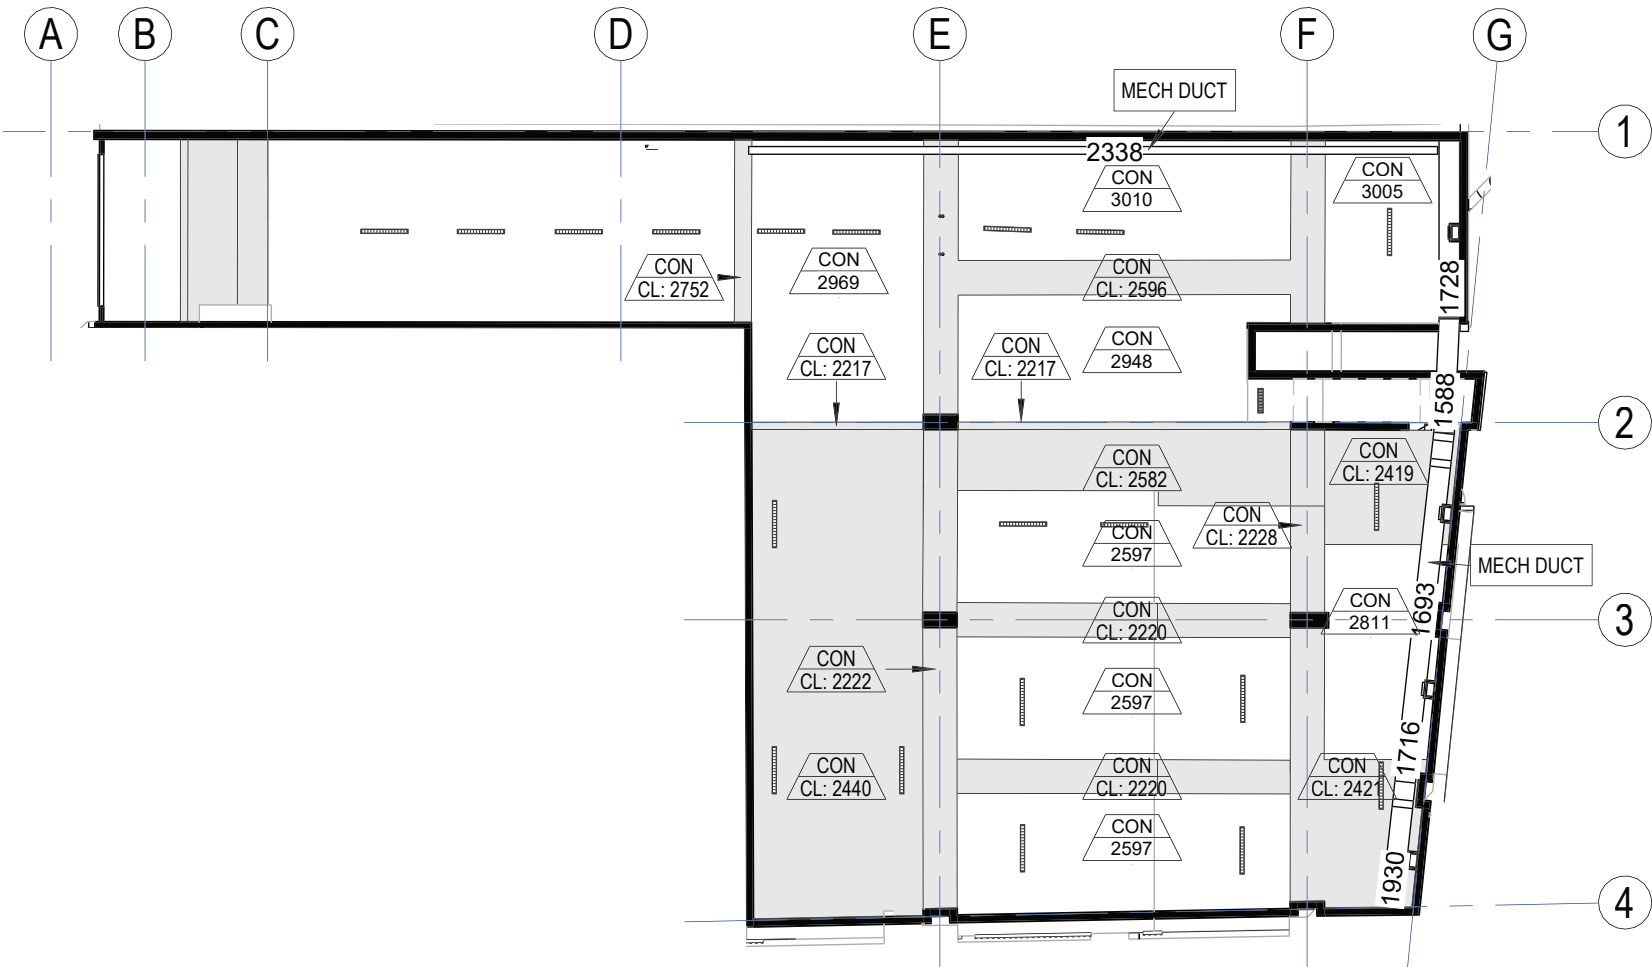 A
B
C
D
E
F
G
MECH DUCT
1
2338
CON
3010
CON
3005
CON
CL: 2752
CON
2969
CON
CL: 2596
1728
CON
CL: 2217
CON
CL: 2217
CON
2948
1588
2
CON
CL: 2582
CON
CL: 2419
CON
CL: 2228
CON
2597
MECH DUCT
1693
CON
2811
CON
CL: 2220
3
CON
CL: 2222
CON
2597
1716
CON
CL: 2440
CON
CL: 2220
CON
CL: 2421
CON
2597
1930
4